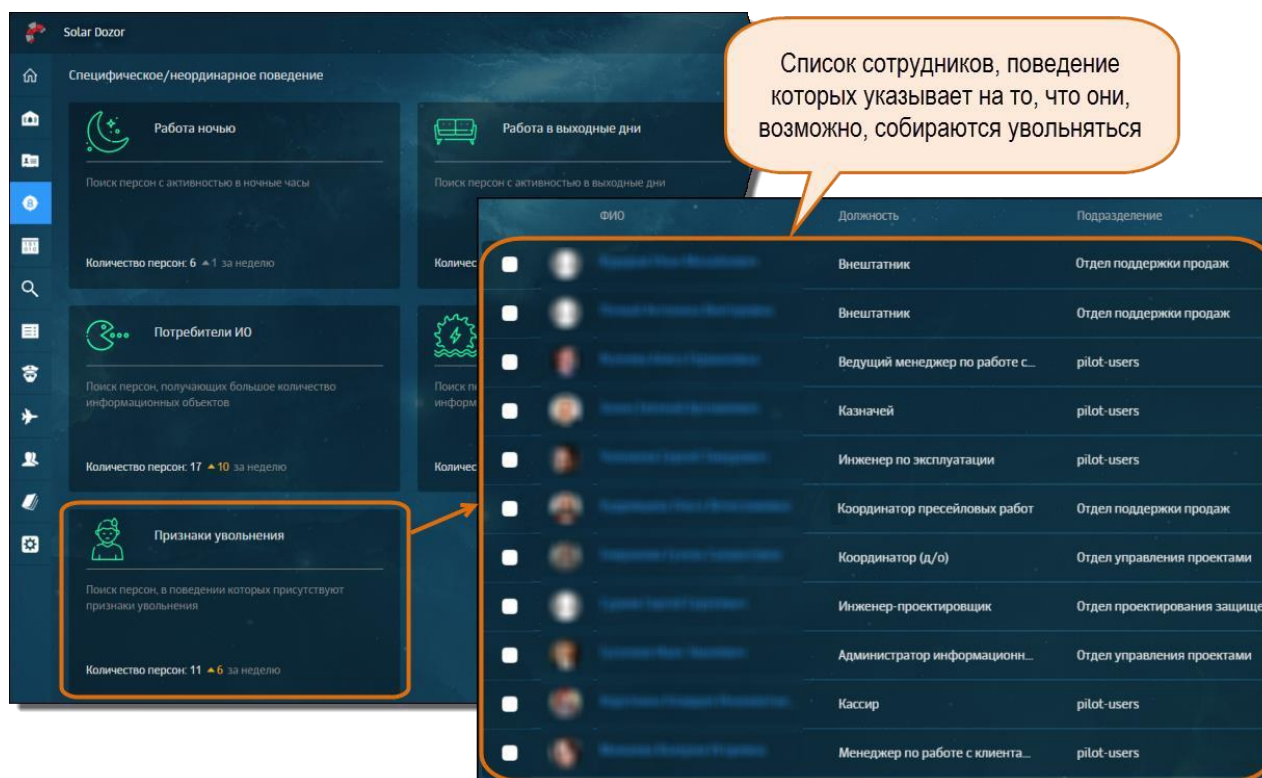 Solar Dozor
Специфическое/неординарное поведение
Работа ночью
Поиск персон с активностью в ночные часы
Количество персон: 6 1 за неделю
Работа в выходные дни
Поиск персон с активностью в выходные дни
Количес
Потребители ИО
Поиск персон, получающих большое количество
информационных объектов
Количество персон: 17 10 за неделю
Поиск пе
информ
Количес
Признаки увольнения
Поиск персон, в поведении которых присутствуют
признаки увольнения
Количество персон: 11 6 за неделю
Список сотрудников, поведение
которых указывает на то, что они,
возможно, собираются увольняться
ФИО Должность Подразделение
Внештатник Отдел поддержки продаж
Внештатник Отдел поддержки продаж
Ведущий менеджер по работе с... pilot-users
Казначей pilot-users
Инженер по эксплуатации pilot-users
Координатор пресейловых работ Отдел поддержки продаж
Координатор (д/о) Отдел управления проектами
Инженер-проектировщик Отдел проектирования защище
Администратор информационн... Отдел управления проектами
Кассир pilot-users
Менеджер по работе с клиента... pilot-users